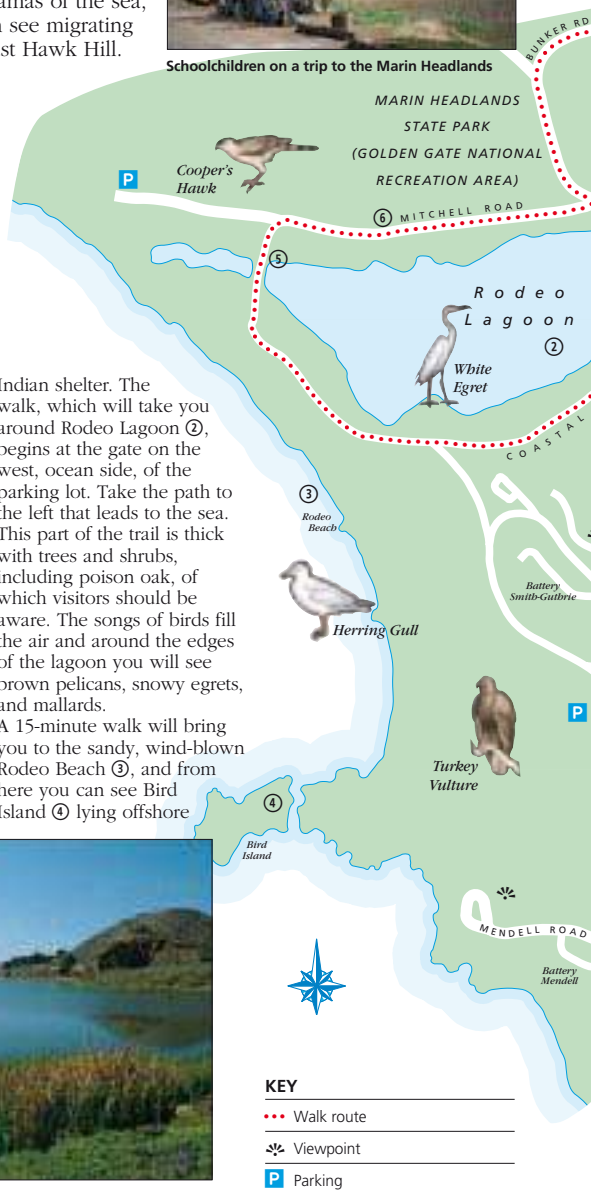 amas of the sea,
see migrating
st Hawk Hill.
Schoolchildren on a trip to the Marin Headlands
BUNKER RD
MARIN HEADLANDS
STATE PARK
(GOLDEN GATE NATIONAL
RECREATION AREA)
Cooper's
Hawk
P
6 MITCHELL ROAD
5
Rodeo
Lagoon
2
White
Egret
COASTAL
Indian shelter. The
walk, which will take you
around Rodeo Lagoon ②,
begins at the gate on the
west, ocean side, of the
parking lot. Take the path to
the left that leads to the sea.
This part of the trail is thick
with trees and shrubs,
including poison oak, of
which visitors should be
aware. The songs of birds fill
the air and around the edges
of the lagoon you will see
brown pelicans, snowy egrets,
and mallards.
A 15-minute walk will bring
you to the sandy, wind-blown
Rodeo Beach ③, and from
here you can see Bird
Island ④ lying offshore
3
Rodeo
Beach
Battery
Smith-Guthrie
Herring Gull
P
Turkey
Vulture
4
Bird
Island
MENDELL ROAD
Battery
Mendell
KEY
Walk route
Viewpoint
P Parking